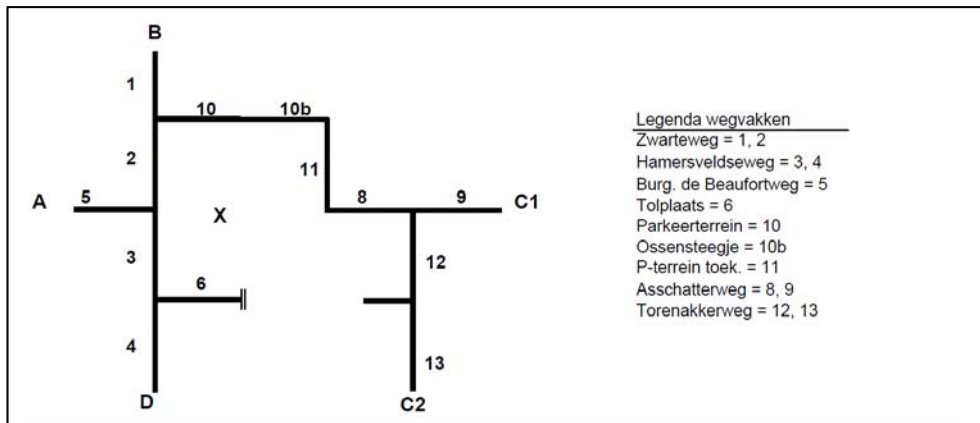 B
1
10 10b
2
11
A
5
X
8
9
C1
3
12
6
4
13
D
C2
Legenda wegvakken
Zwarteweg = 1, 2
Hamersveldseweg = 3, 4
Burg. de Beaufortweg = 5
Tolplaats = 6
Parkeerterrein = 10
Ossensteegje = 10b
P-terrein toek. = 11
Asschatterweg = 8, 9
Torenakkerweg = 12, 13